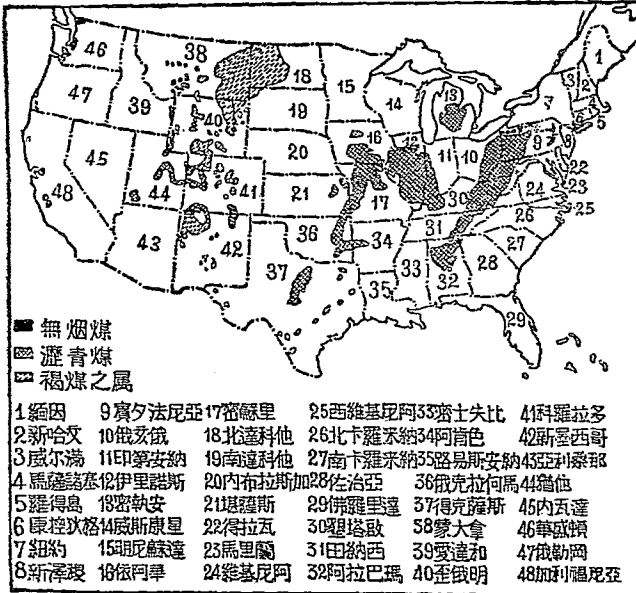 無烟煤
瀝青煤
褐煤之属
1緬因 9賓夕法尼亞 17密蘇里 25西維基尼阿 33密士失比 41科羅拉多
2新哈 10俄亥俄 18北達科他 26北卡羅來納 34阿肯色 42新墨西哥
3威尔滿 11印第安納 19南達科他 27南卡羅來納 35路易斯安納 43亞利桑那
4馬薩諸塞 12伊里諾斯 20内布拉斯加 28佐治亞 36俄克拉何馬 44猶他
5羅得島 13密執安 21堪薩斯 29佛羅里達 37得克薩斯 45内瓦達
6康控狄格 14威斯康星 22得拉瓦 30墾塔啟 38蒙大拿 46華盛頓
7紐約 15明尼蘇達 23馬里蘭 31田納西 39愛達和 47俄勒岡
8新澤 16依阿華 24維基尼阿 32阿拉巴瑪 40歪俄明 48加利福尼亞